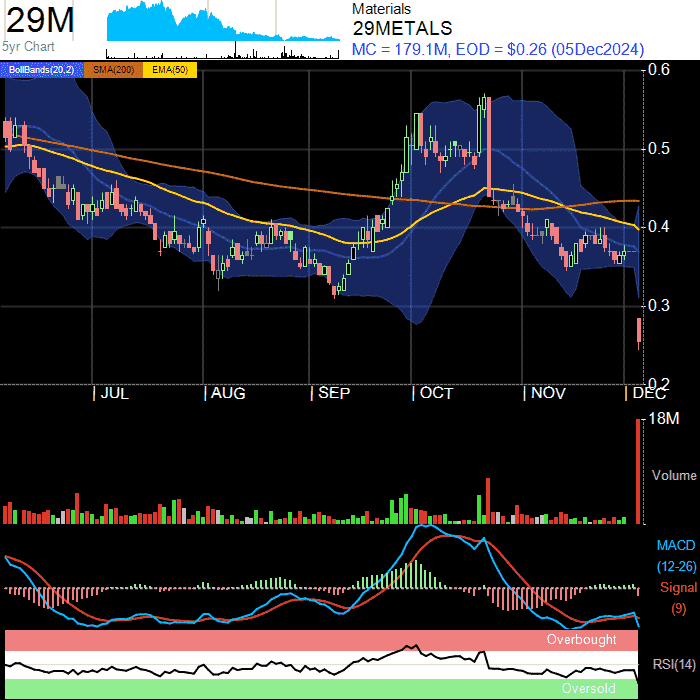 29M
Materials
29METALS
5yr Chart
MC = 179.1M, EOD = $0.26 (05Dec2024)
BollBands(20,2) SMA(200) EMA(50)
0.6
0.5
0.4
0.3
0.2
| JUL | AUG | SEP | OCT | NOV | DEC
18M
Volume
MACD
(12-26)
Signal
(9)
Overbought
RSI(14)
Oversold